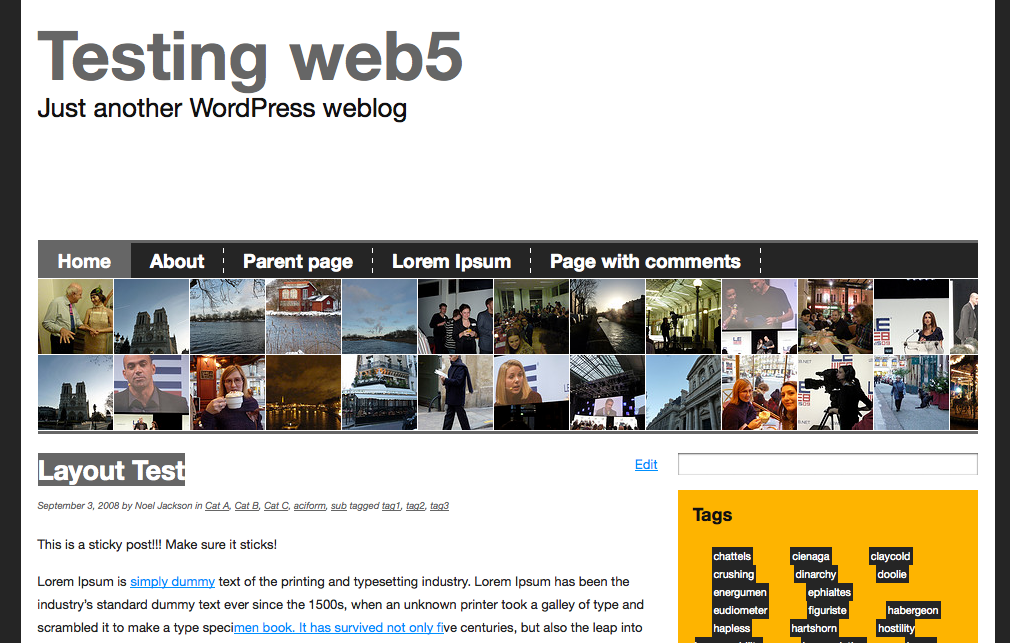 Testing web5
Just another WordPress weblog
Home About Parent page Lorem Ipsum Page with comments
Layout Test
Edit
September 3, 2008 by Noel Jackson in Cat A, Cat B, Cat C, aciform, sub tagged tag1, tag2, tag3
This is a sticky post!!! Make sure it sticks!
Lorem Ipsum is simply dummy text of the printing and typesetting industry. Lorem Ipsum has been the
industry’s standard dummy text ever since the 1500s, when an unknown printer took a galley of type and
scrambled it to make a type specimen book. It has survived not only five centuries, but also the leap into
Tags
chattels cienaga claycold
crushing dinarchy doolie
energumen ephialtes
eudiometer figuriste habergeon
hapless hartshorn hostility